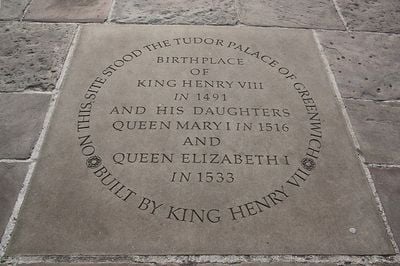 ON THIS SITE STOOD THE TUDOR PALACE OF GREENWICH
BIRTHPLACE
OF
KING HENRY VIII
IN 1491
AND HIS DAUGHTERS
QUEEN MARY I IN 1516
AND
QUEEN ELIZABETH I
IN 1533
BUILT BY KING HENRY VII